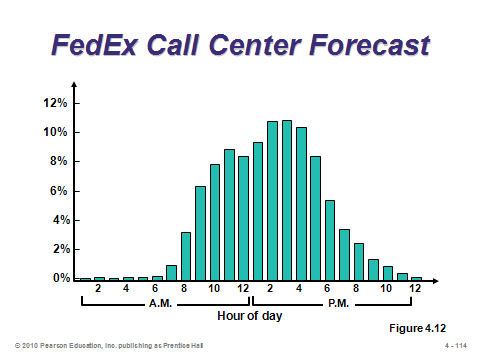 FedEx Call Center Forecast
12%
10%
8%
6%
4%
2%
0%
2 4 6 8 10 12 2 4 6 8 10 12
A.M. P.M.
Hour of day
Figure 4.12
© 2010 Pearson Education, Inc. publishing as Prentice Hall 4 - 114